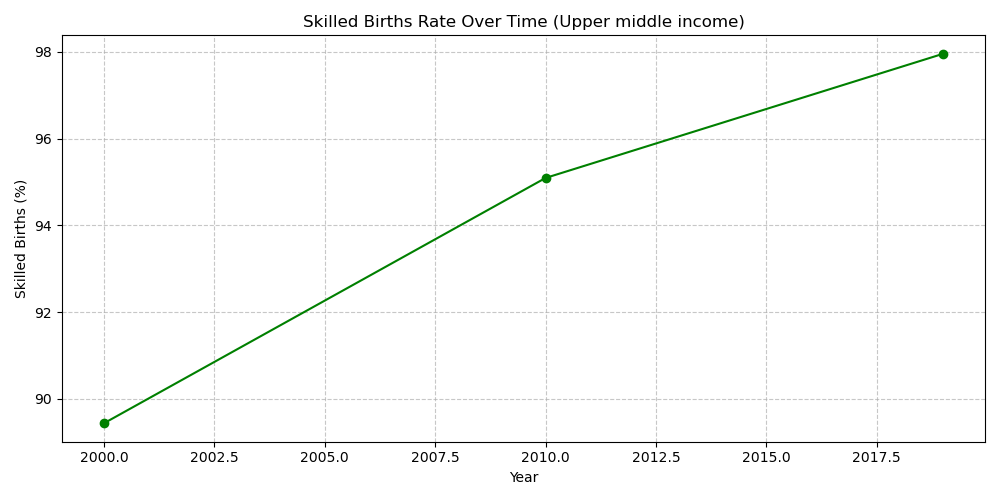 Skilled Births Rate Over Time (Upper middle income)
Skilled Births (%)
98
96
94
92
90
2000.0 2002.5 2005.0 2007.5 2010.0 2012.5 2015.0 2017.5
Year